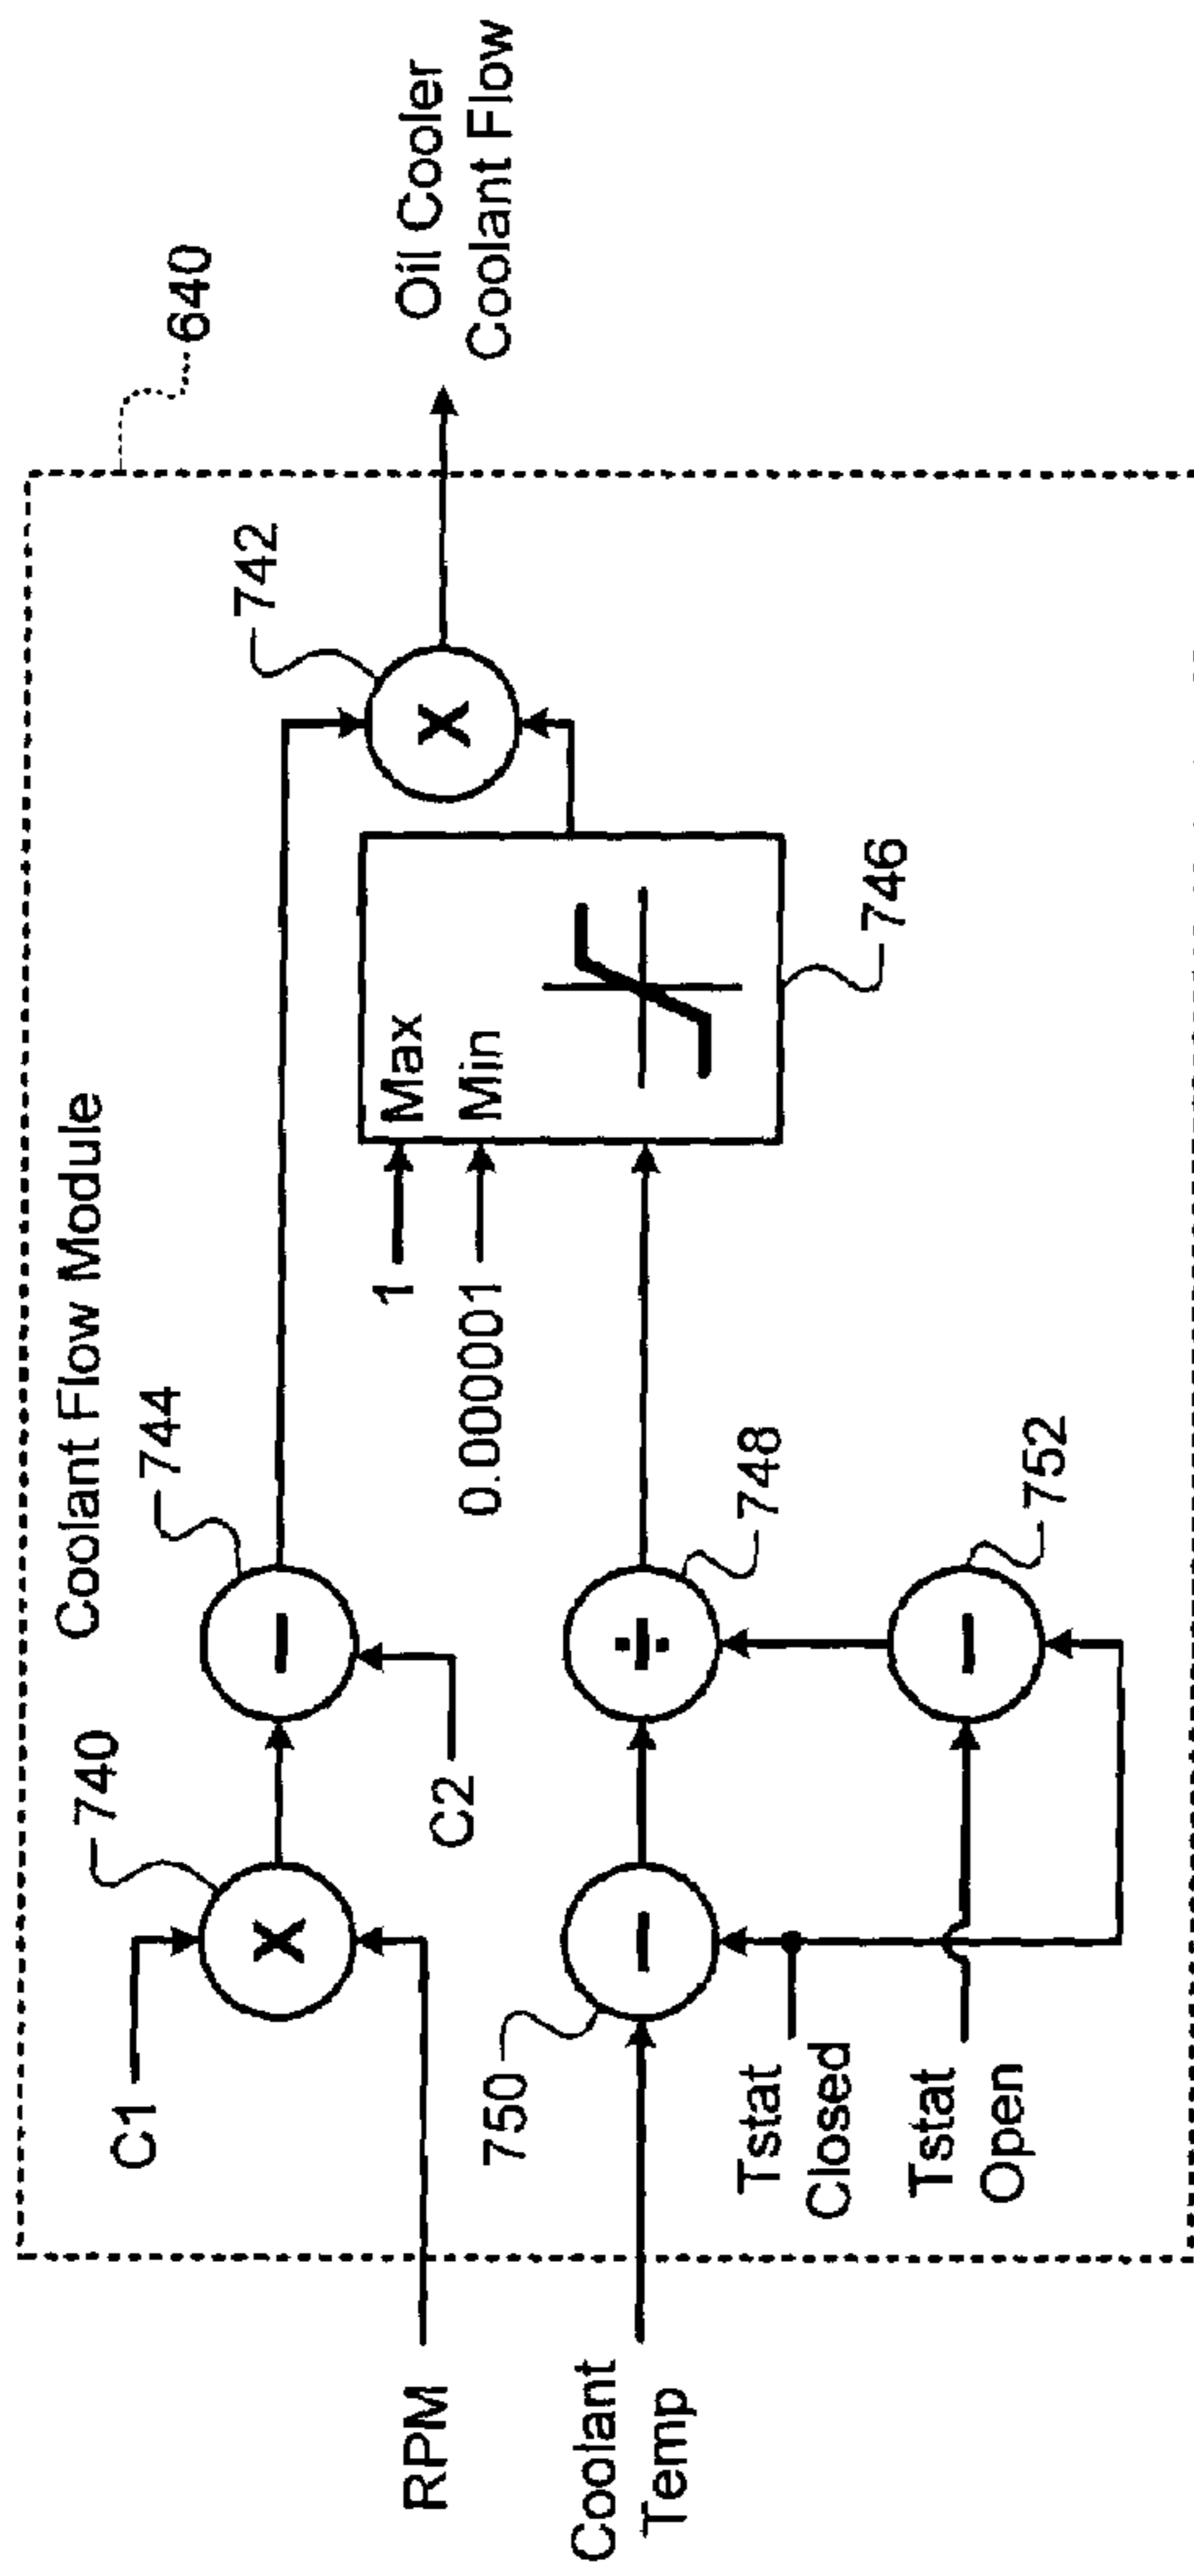 Coolant Flow Module
640
C1
740
744
742
Oil Cooler
Coolant Flow
RPM
C2
1
Max
0.000001
Min
Coolant
Temp
750
748
746
Tstat
Closed
752
Tstat
Open
X
−
X
−
÷
−